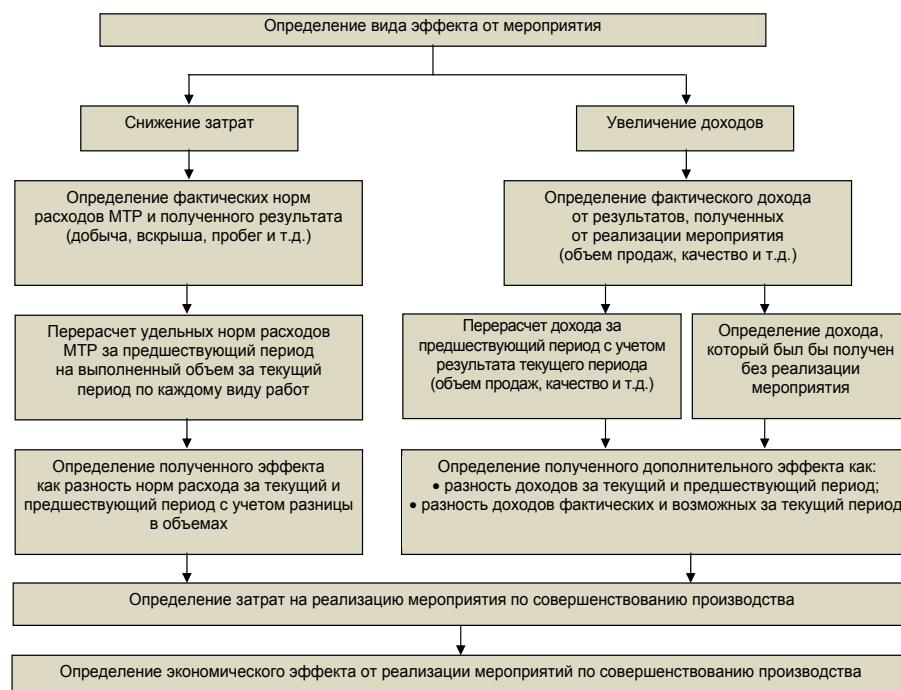 Определение вида эффекта от мероприятия
Снижение затрат
Увеличение доходов
Определение фактических норм
расходов МТР и полученного результата
(добыча, вскрыша, пробег и т.д.)
Определение фактического дохода
от результатов, полученных
от реализации мероприятия
(объем продаж, качество и т.д.)
Перерасчет удельных норм расходов
МТР за предшествующий период
на выполненный объем за текущий
период по каждому виду работ
Перерасчет дохода за
предшествующий период с учетом
результата текущего периода
(объем продаж, качество и т.д.)
Определение дохода,
который был бы получен
без реализации
мероприятия
Определение полученного эффекта
как разность норм расхода за текущий и
предшествующий период с учетом разницы
в объемах
Определение полученного дополнительного эффекта как:
• разность доходов за текущий и предшествующий период;
• разность доходов фактических и возможных за текущий период
Определение затрат на реализацию мероприятия по совершенствованию производства
Определение экономического эффекта от реализации мероприятий по совершенствованию производства